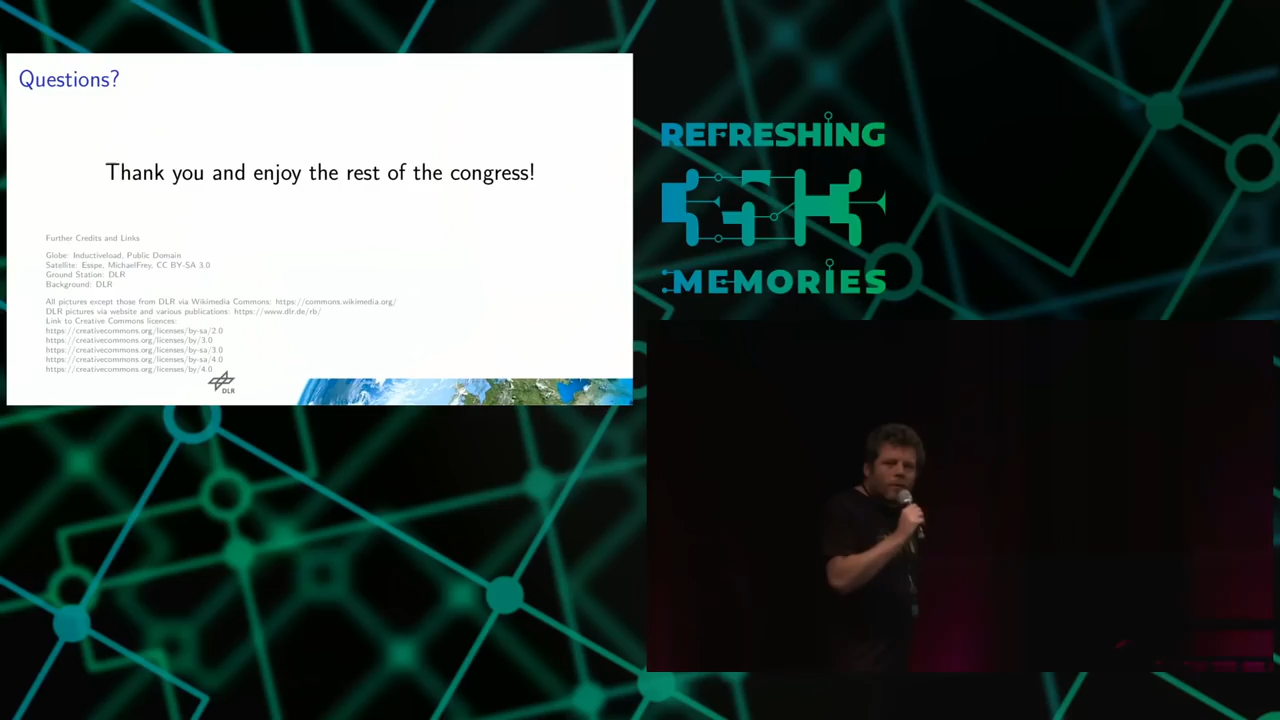 Questions?
Thank you and enjoy the rest of the congress!
Further Credits and Links
Globe: Inductiveload, Public Domain
Satellite: Esspe, MichaelFrey, CC BY-SA 3.0
Ground Station: DLR
Background: DLR
All pictures except those from DLR via Wikimedia Commons: https://commons.wikimedia.org/
DLR pictures via website and various publications: https://www.dlr.de/rb/
Link to Creative Commons licences:
https://creativecommons.org/licenses/by-sa/2.0
https://creativecommons.org/licenses/by/3.0
https://creativecommons.org/licenses/by-sa/3.0
https://creativecommons.org/licenses/by-sa/4.0
https://creativecommons.org/licenses/by/4.0
DLR
REFRESHING
MEMORIES